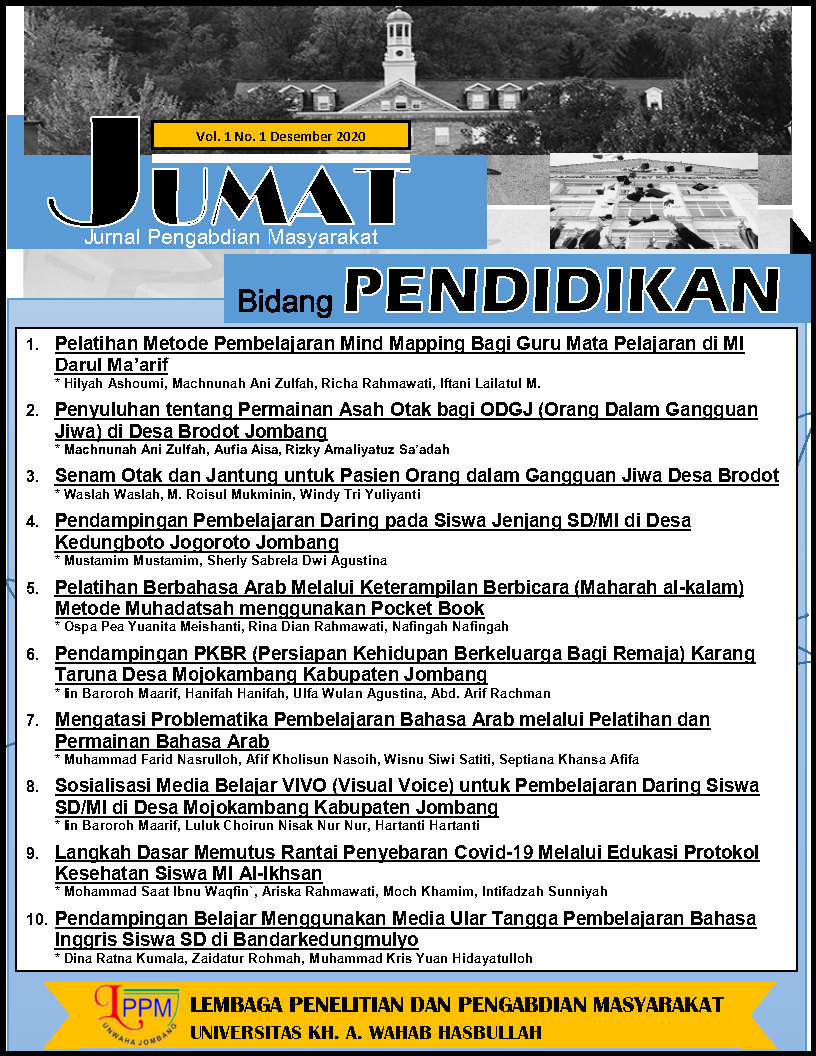 Vol. 1 No. 1 Desember 2020
JUMAT
Jurnal Pengabdian Masyarakat
Bidang PENDIDIKAN
1. Pelatihan Metode Pembelajaran Mind Mapping Bagi Guru Mata Pelajaran di MI
Darul Ma'arif
* Hilyah Ashoumi, Machnunah Ani Zulfah, Richa Rahmawati, Iftani Lailatul M.
2. Penyuluhan tentang Permainan Asah Otak bagi ODGJ (Orang Dalam Gangguan
Jiwa) di Desa Brodot Jombang
* Machnunah Ani Zulfah, Aufia Aisa, Rizky Amaliyatuz Sa'adah
3. Senam Otak dan Jantung untuk Pasien Orang dalam Gangguan Jiwa Desa Brodot
* Waslah Waslah, M. Roisul Mukminin, Windy Tri Yuliyanti
4. Pendampingan Pembelajaran Daring pada Siswa Jenjang SD/MI di Desa
Kedungboto Jogoroto Jombang
* Mustamim Mustamim, Sherly Sabrela Dwi Agustina
5. Pelatihan Berbahasa Arab Melalui Keterampilan Berbicara (Maharah al-kalam)
Metode Muhadatsah menggunakan Pocket Book
* Ospa Pea Yuanita Meishanti, Rina Dian Rahmawati, Nafingah Nafingah
6. Pendampingan PKBR (Persiapan Kehidupan Berkeluarga Bagi Remaja) Karang
Taruna Desa Mojokambang Kabupaten Jombang
* Iin Baroroh Maarif, Hanifah Hanifah, Ulfa Wulan Agustina, Abd. Arif Rachman
7. Mengatasi Problematika Pembelajaran Bahasa Arab melalui Pelatihan dan
Permainan Bahasa Arab
* Muhammad Farid Nasrulloh, Afif Kholisun Nasoih, Wisnu Siwi Satiti, Septiana Khansa Afifa
8. Sosialisasi Media Belajar VIVO (Visual Voice) untuk Pembelajaran Daring Siswa
SD/MI di Desa Mojokambang Kabupaten Jombang
* Iin Baroroh Maarif, Luluk Choirun Nisak Nur Nur, Hartanti Hartanti
9. Langkah Dasar Memutus Rantai Penyebaran Covid-19 Melalui Edukasi Protokol
Kesehatan Siswa MI Al-Ikhsan
* Mohammad Saat Ibnu Waqfin`, Ariska Rahmawati, Moch Khamim, Intifadzah Sunniyah
10. Pendampingan Belajar Menggunakan Media Ular Tangga Pembelajaran Bahasa
Inggris Siswa SD di Bandarkedungmulyo
* Dina Ratna Kumala, Zaidatur Rohmah, Muhammad Kris Yuan Hidayatulloh
LPPM
UNWAHA JOMBANG
LEMBAGA PENELITIAN DAN PENGABDIAN MASYARAKAT
UNIVERSITAS KH. A. WAHAB HASBULLAH